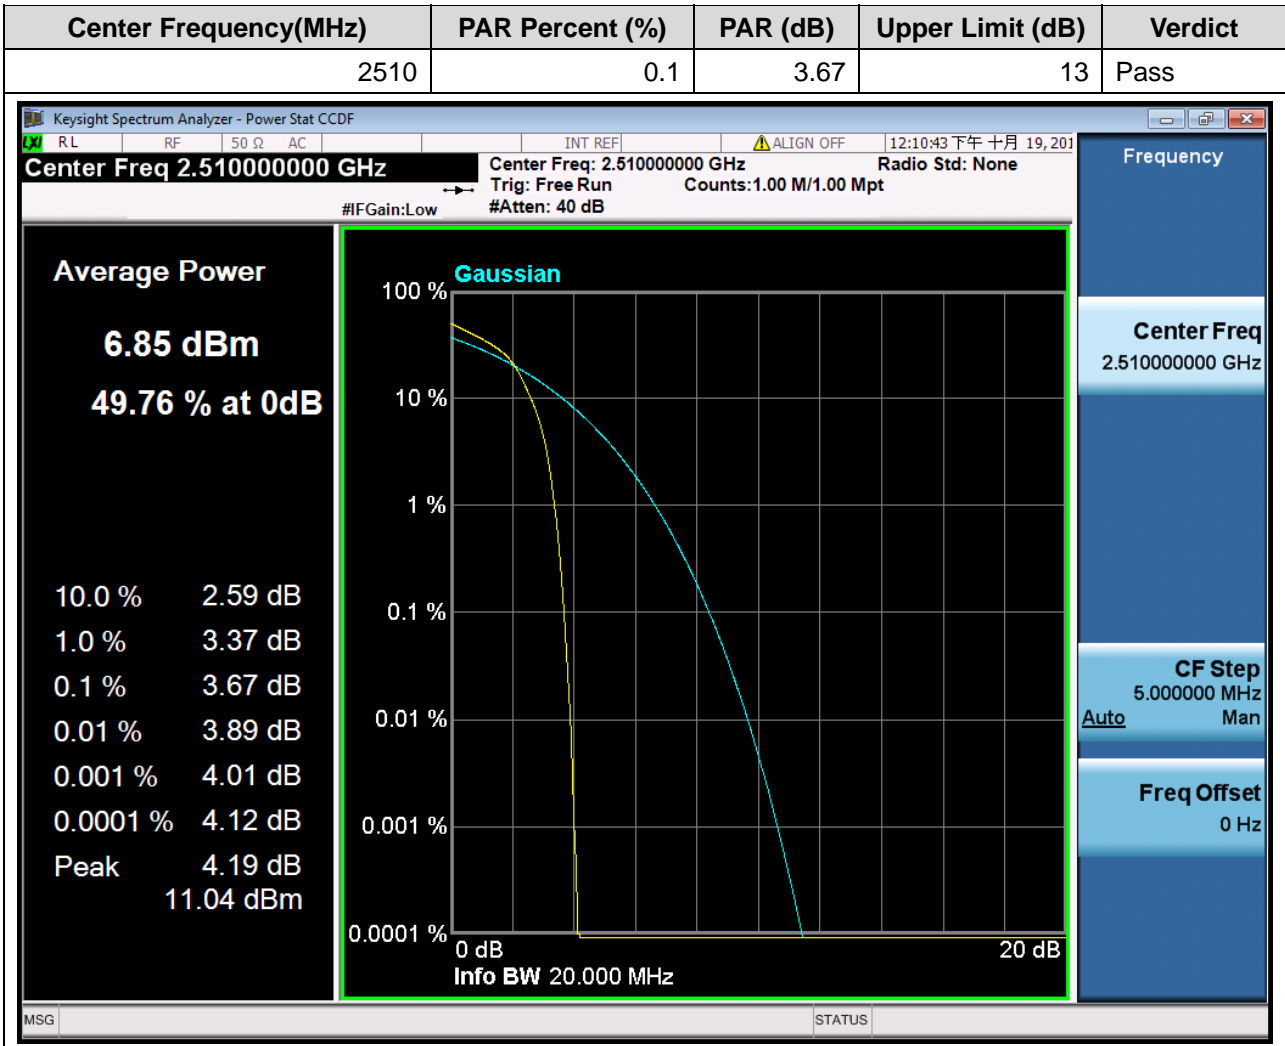 Center Frequency(MHz) PAR Percent (%) PAR (dB) Upper Limit (dB) Verdict
2510 0.1 3.67 13 Pass
Keysight Spectrum Analyzer - Power Stat CCDF
LXI RL RF 50 Ω AC INT REF ALIGN OFF 12:10:43 下午 十月 19, 201
Center Freq 2.510000000 GHz
Center Freq: 2.510000000 GHz Radio Std: None
Trig: Free Run Counts:1.00 M/1.00 Mpt
#IFGain:Low #Atten: 40 dB
Frequency
Average Power
6.85 dBm
49.76 % at 0dB
10.0 % 2.59 dB
1.0 % 3.37 dB
0.1 % 3.67 dB
0.01 % 3.89 dB
0.001 % 4.01 dB
0.0001 % 4.12 dB
Peak 4.19 dB
11.04 dBm
Gaussian
100 %
10 %
1 %
0.1 %
0.01 %
0.001 %
0.0001 %
0 dB 20 dB
Info BW 20.000 MHz
Center Freq
2.510000000 GHz
CF Step
5.000000 MHz
Auto Man
Freq Offset
0 Hz
MSG STATUS